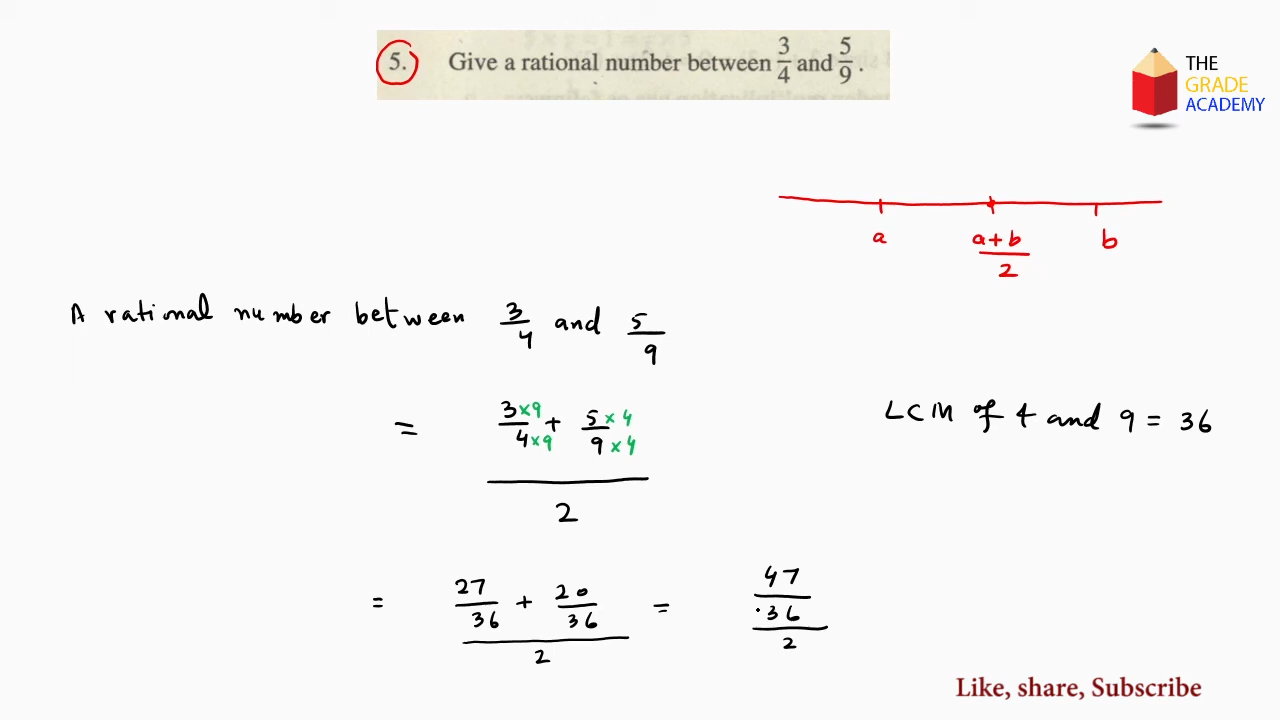 5. Give a rational number between 3/4 and 5/9.
THE
GRADE
ACADEMY
a
a+b/2
b
A rational number between 3/4 and 5/9
= (3×9/4×9 + 5×4/9×4)/2
LCM of 4 and 9 = 36
= (27/36 + 20/36)/2 = (47/36)/2
Like, share, Subscribe